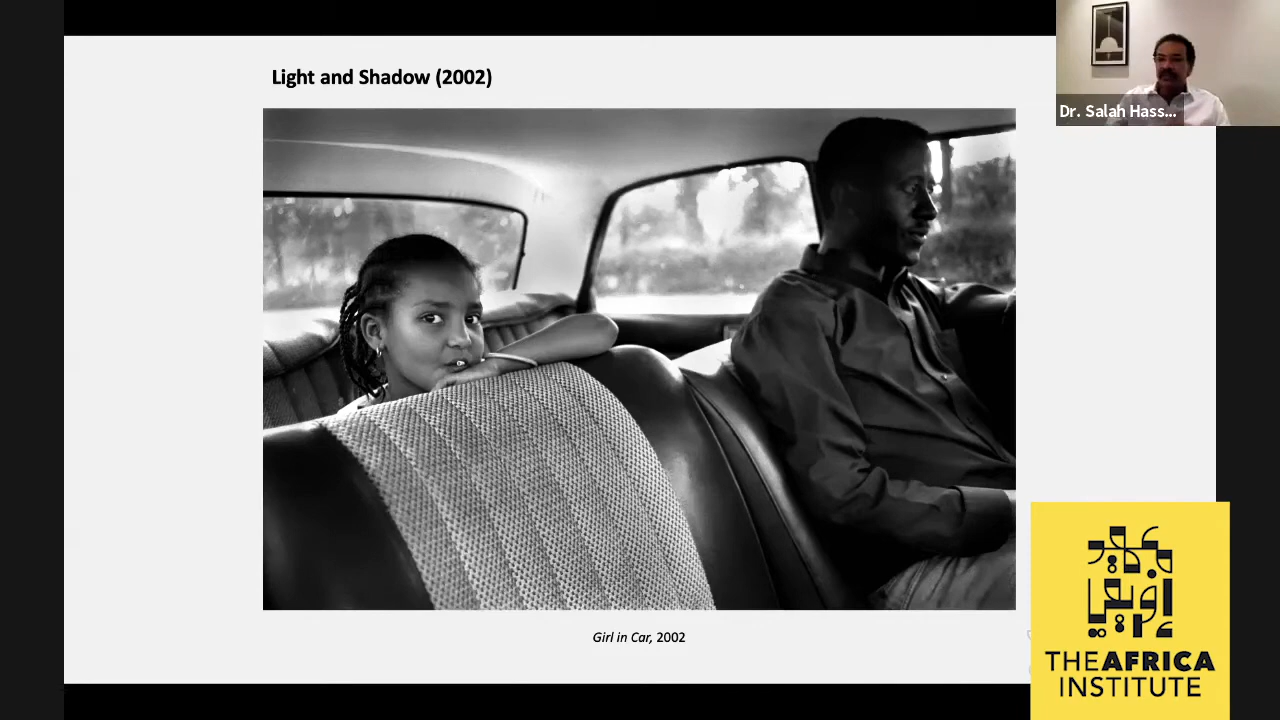 Light and Shadow (2002)
Dr. Salah Hass...
Girl in Car, 2002
THE AFRICA
INSTITUTE